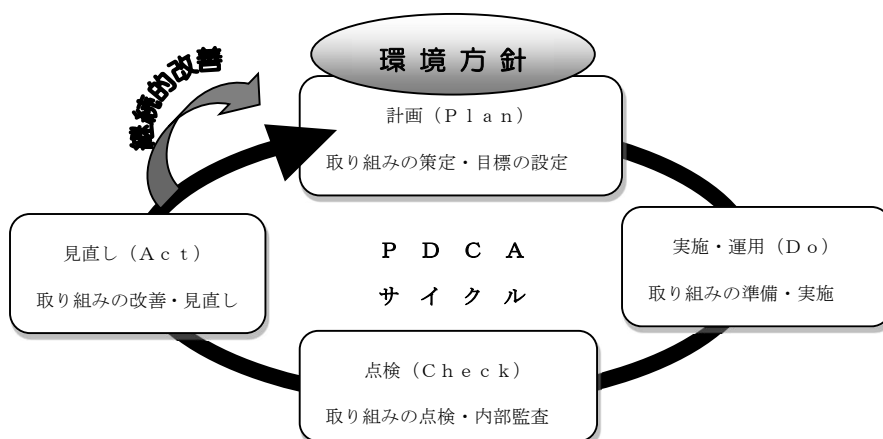 継続的改善
環境方針
計画（Ｐｌａｎ）
取り組みの策定・目標の設定
見直し（Ａｃｔ）
取り組みの改善・見直し
ＰＤＣＡ
サイクル
実施・運用（Ｄｏ）
取り組みの準備・実施
点検（Ｃｈｅｃｋ）
取り組みの点検・内部監査